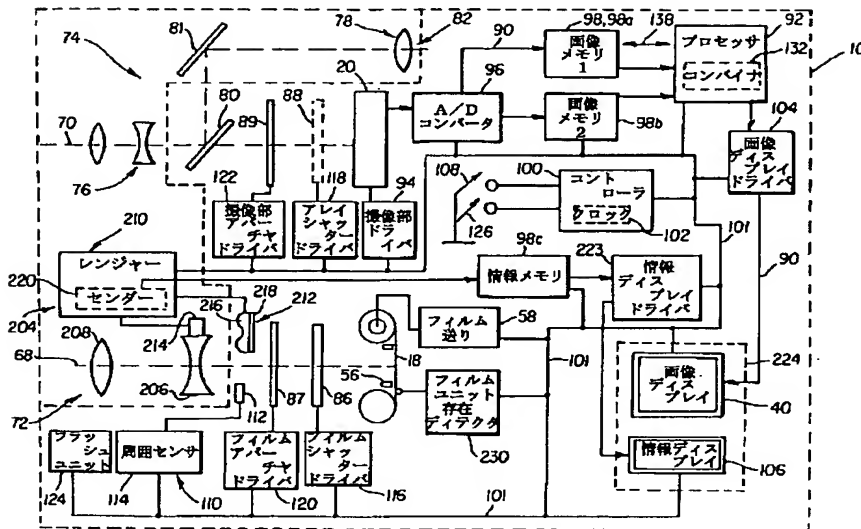 81
78
82
74
20
90
98,98a
画像
メモリ
1
138
プロセッサ
92
132
コンバイナ
96
A/D
コンバータ
画像
メモリ
2
98b
104
画像
ディス
プレイ
ドライバ
10
80
89
88
70
76
122
撮像部
アパー
チャ
ドライバ
118
アレイ
シャッ
ター
ドライバ
94
撮像部
ドラ
イバ
108
126
100
コント
ローラ
クロック
102
101
90
210
レンジャー
220
センダー
204
214
216
218
212
98c
情報メモリ
223
情報
ディス
プレイ
ドライバ
208
68
206
72
112
87
86
56
18
フィルム
送り
58
101
フィルム
ユニット
存在
ディテクタ
230
224
画像
ディス
プレイ
40
情報ディス
プレイ
106
フラッ
シュ
ユニット
124
周囲センサ
114
110
フィルム
アパー
チャ
ドライバ
120
フィルム
シャッ
ター
ドライバ
116
101